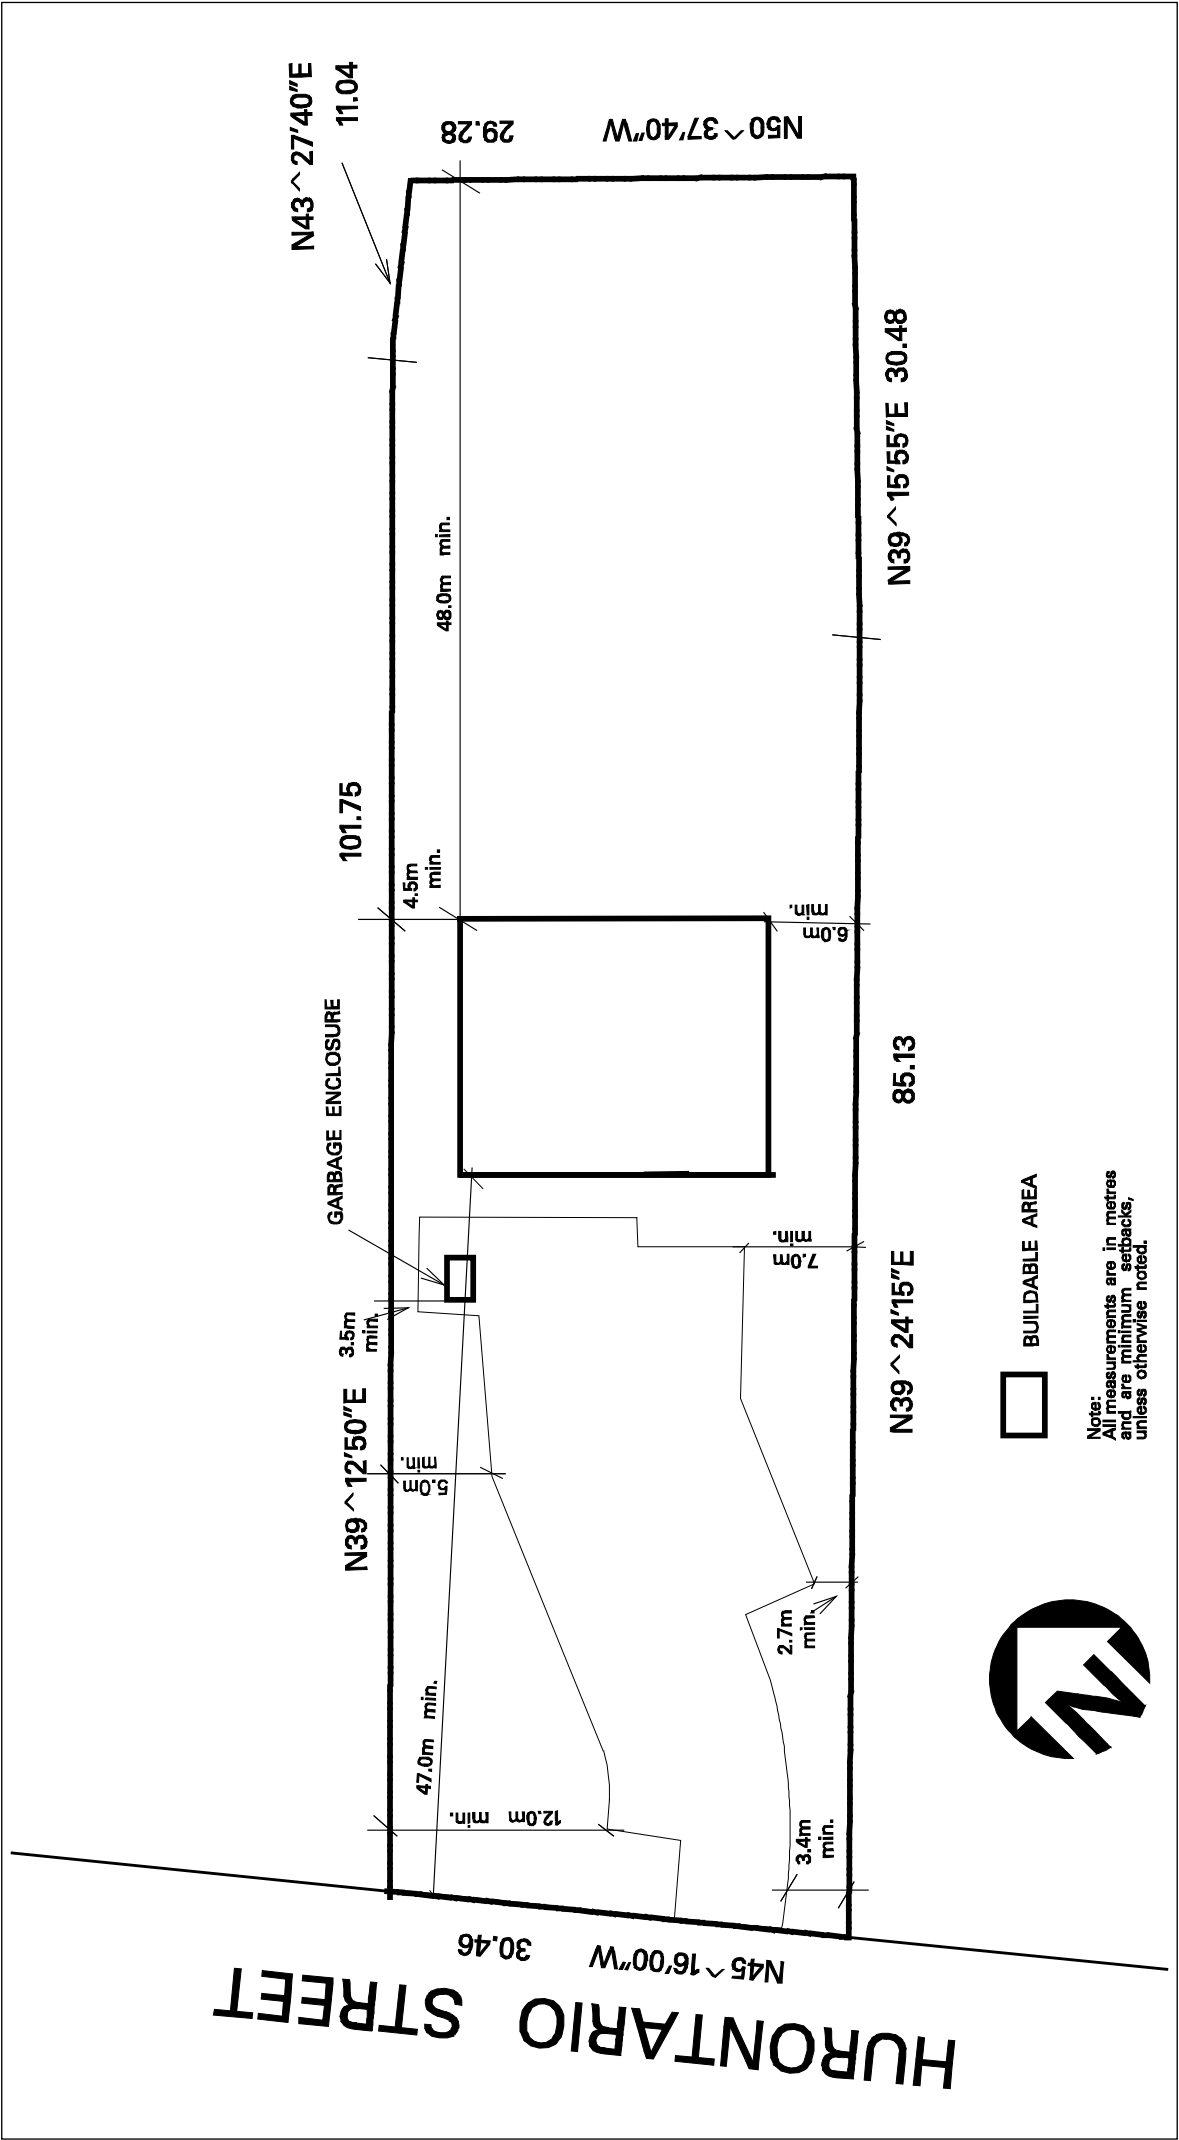 N43^27'40"E
11.04
29.28
N50^37'40"W
N39^15'55"E 30.48
48.0m min.
101.75
4.5m
min.
6.0m
min.
GARBAGE ENCLOSURE
85.13
3.5m
min.
7.0m
min.
N39^12'50"E
5.0m
min.
N39^24'15"E
2.7m
min.
47.0m min.
12.0m min.
3.4m
min.
30.46
N45^16'00"W
HURONTARIO STREET
BUILDABLE AREA
Note:
All measurements are in metres
and are minimum setbacks,
unless otherwise noted.
N